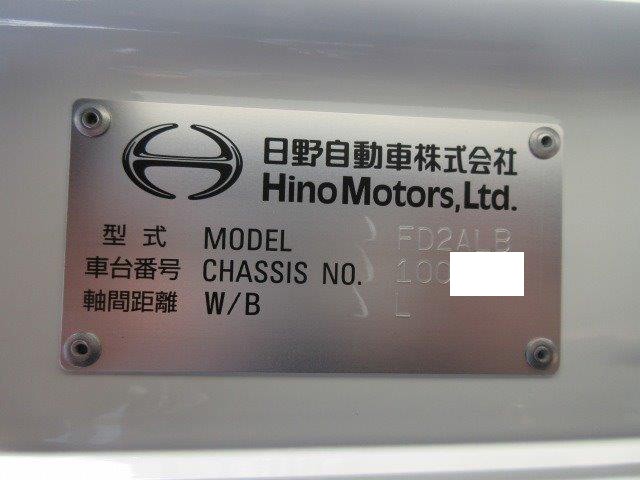 日野自動車株式会社
Hino Motors, Ltd.
型式 MODEL FD2ALB
車台番号 CHASSIS NO. 100
軸間距離 W/B L